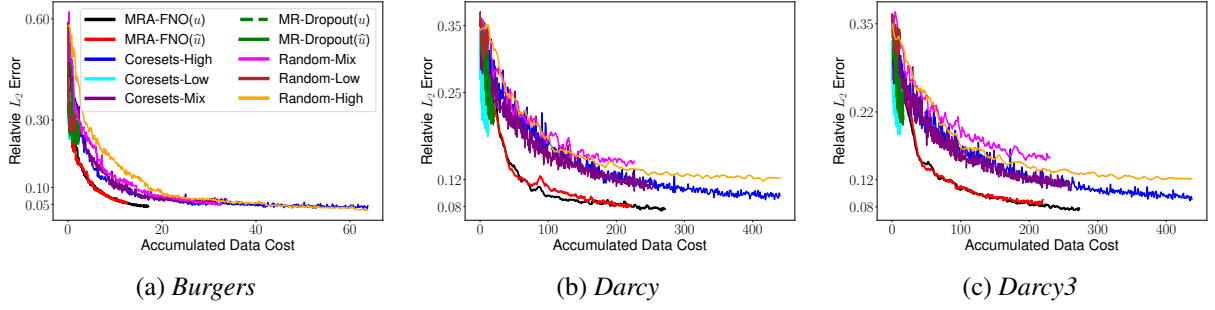 0.60
0.30
0.10
0.05
Relatvie L₂ Error
MRA-FNO(u)
MRA-FNO(û)
Coresets-High
Coresets-Low
Coresets-Mix
MR-Dropout(u)
MR-Dropout(û)
Random-Mix
Random-Low
Random-High
0 20 40 60
Accumulated Data Cost
(a) Burgers
0.35
0.25
0.12
0.08
Relatvie L₂ Error
0 100 200 300 400
Accumulated Data Cost
(b) Darcy
0.35
0.22
0.12
0.08
Relatvie L₂ Error
0 100 200 300 400
Accumulated Data Cost
(c) Darcy3